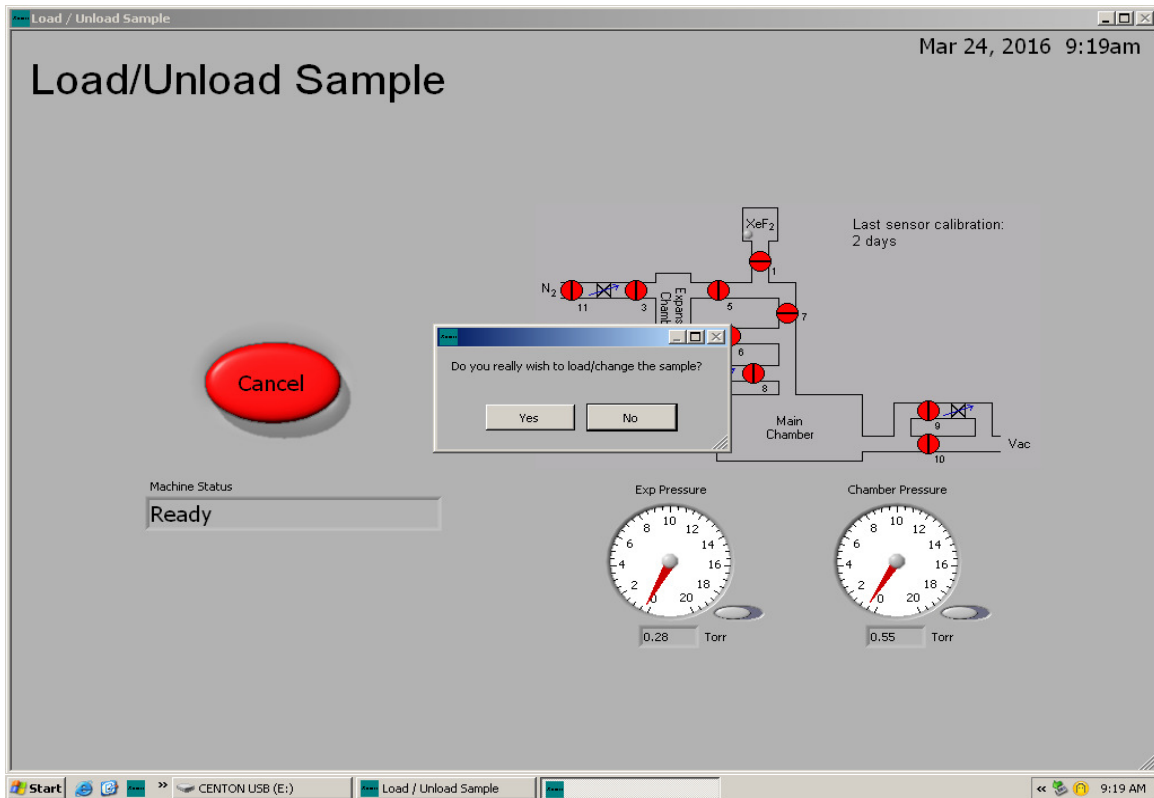 Load / Unload Sample
Mar 24, 2016 9:19am
Load/Unload Sample
XeF₂
Last sensor calibration:
2 days
1
N₂
11
3
5
7
Expans
Chamb
6
8
Do you really wish to load/change the sample?
Yes
No
Cancel
Main
Chamber
9
10
Vac
Machine Status
Ready
Exp Pressure
0 2 4 6 8 10 12 14 16 18 20
0.28 Torr
Chamber Pressure
0 2 4 6 8 10 12 14 16 18 20
0.55 Torr
Start
»
CENTON USB (E:)
Load / Unload Sample
«
9:19 AM